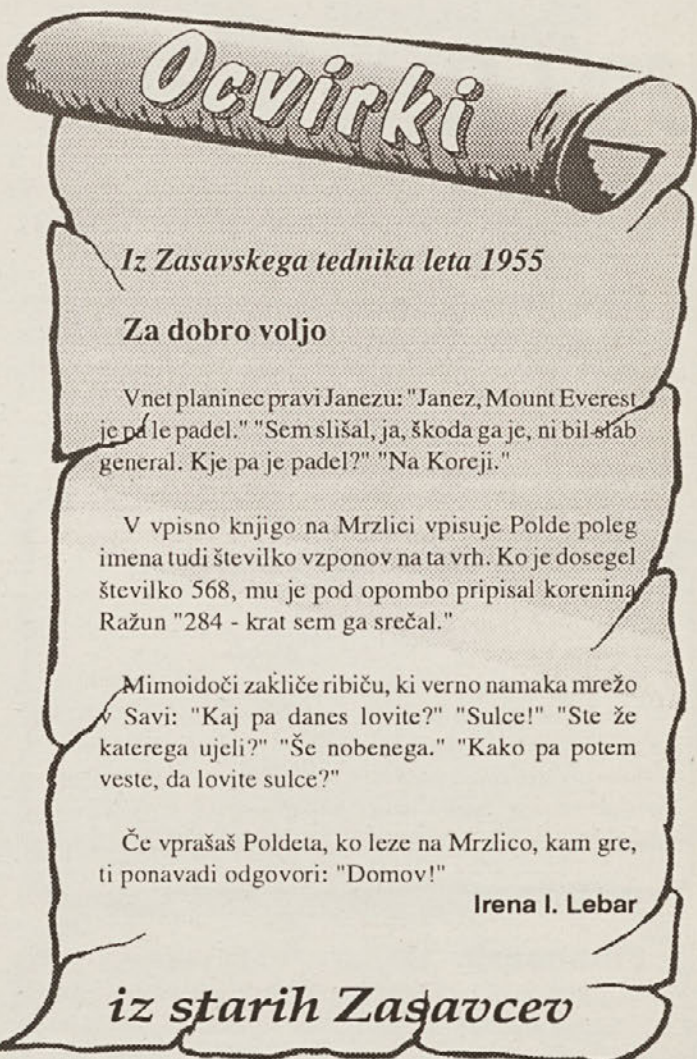 Ocvirki
Iz Zasavskega tednika leta 1955
Za dobro voljo
Vnet planinec pravi Janezu: "Janez, Mount Everest
je pa le padel." "Sem slišal, ja, škoda ga je, ni bil slab
general. Kje pa je padel?" "Na Koreji."
V vpisno knjigo na Mrzlici vpisuje Polde poleg
imena tudi številko vzponov na ta vrh. Ko je dosegel
številko 568, mu je pod opombo pripisal korenina
Ražun "284 - krat sem ga srečal."
Mimoidoči zakliče ribiču, ki verno namaka mrežo
v Savi: "Kaj pa danes lovite?" "Sulce!" "Ste že
katerega ujeli?" "Še nobenega." "Kako pa potem
veste, da lovite sulce?"
Če vprašaš Poldeta, ko leze na Mrzlico, kam gre,
ti ponavadi odgovori: "Domov!"
Irena I. Lebar
iz starih Zasavcev